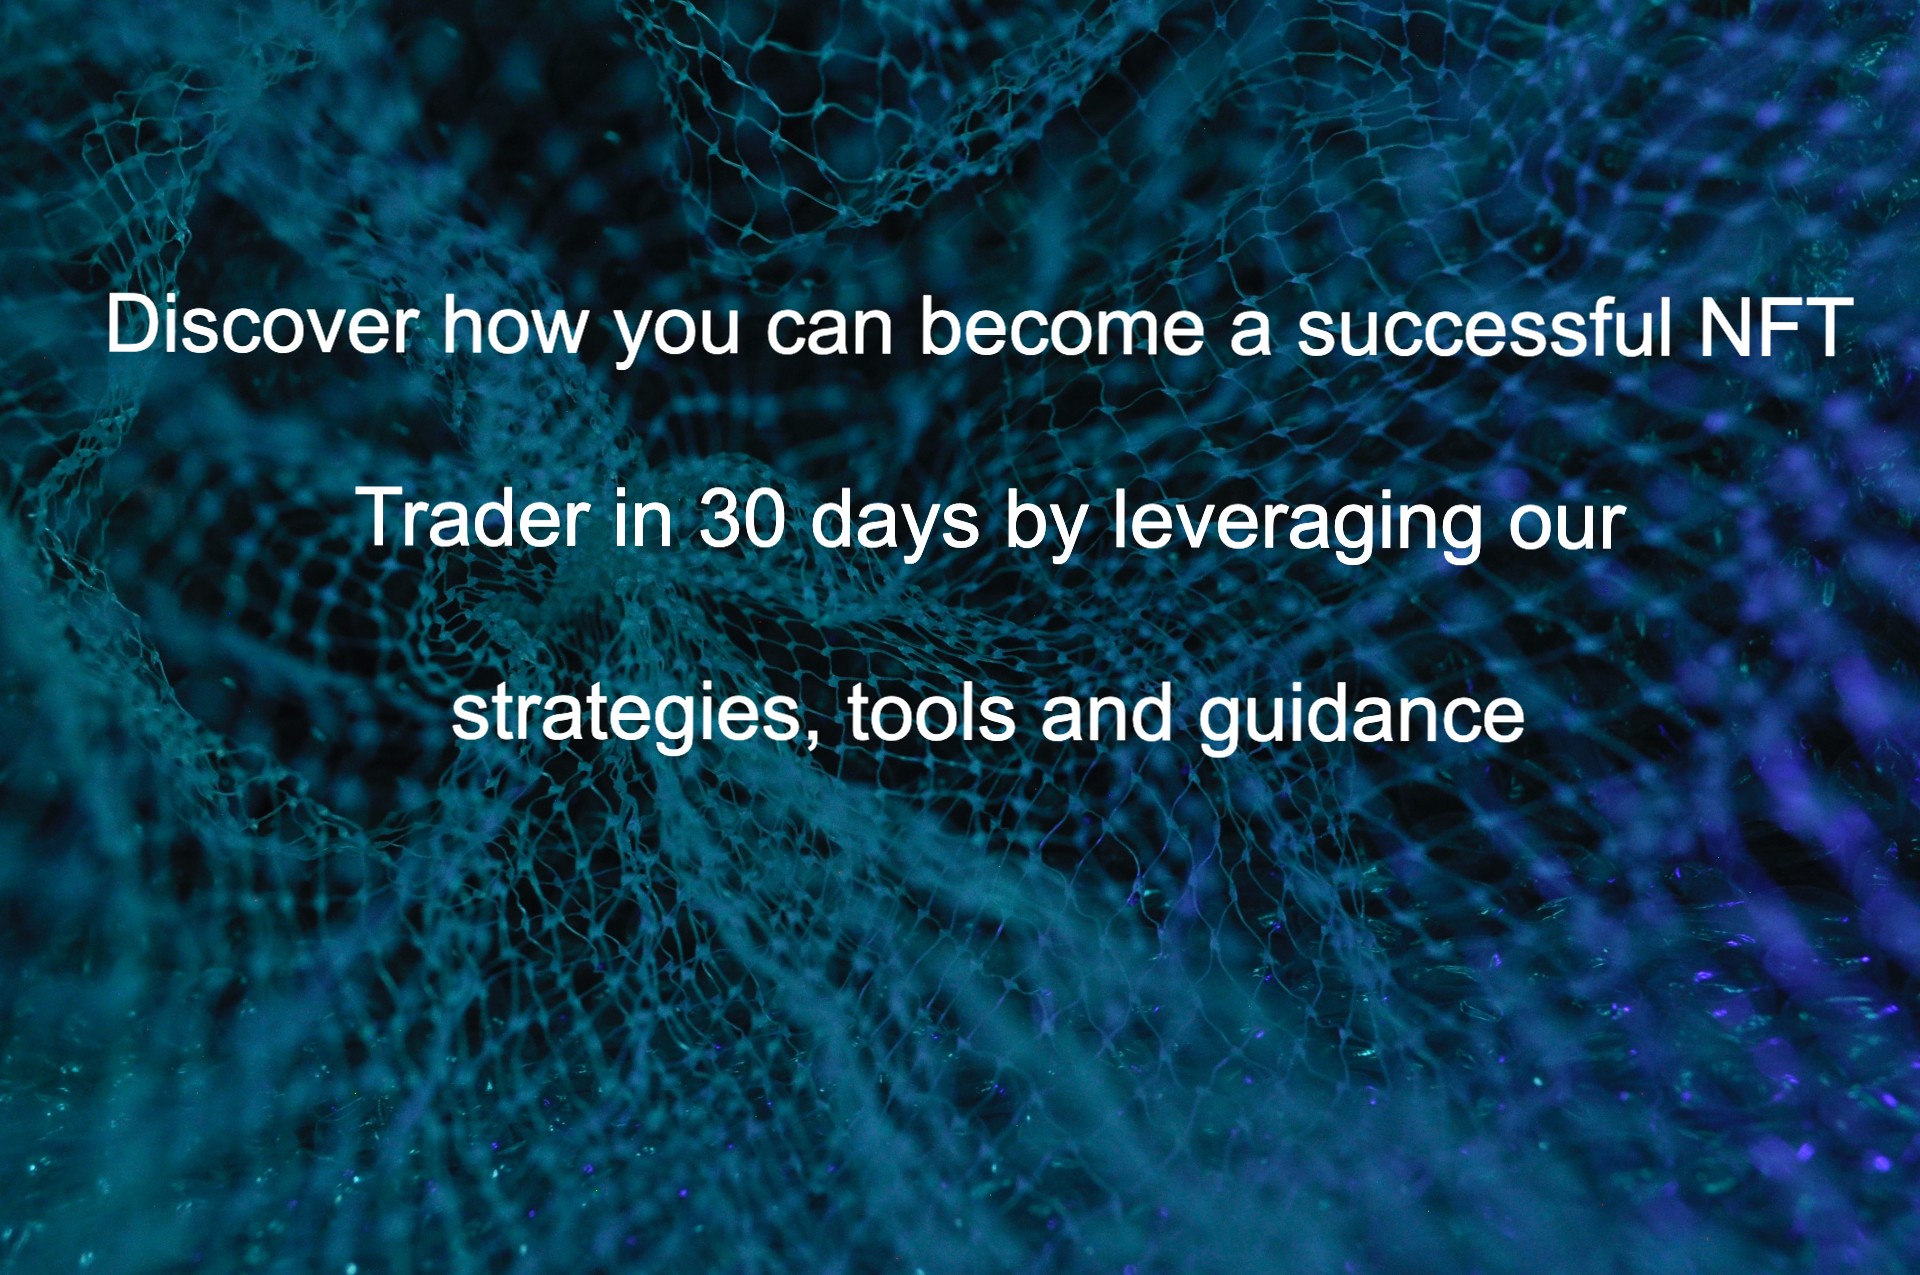 Discover how you can become a successful NFT
Trader in 30 days by leveraging our
strategies, tools and guidance